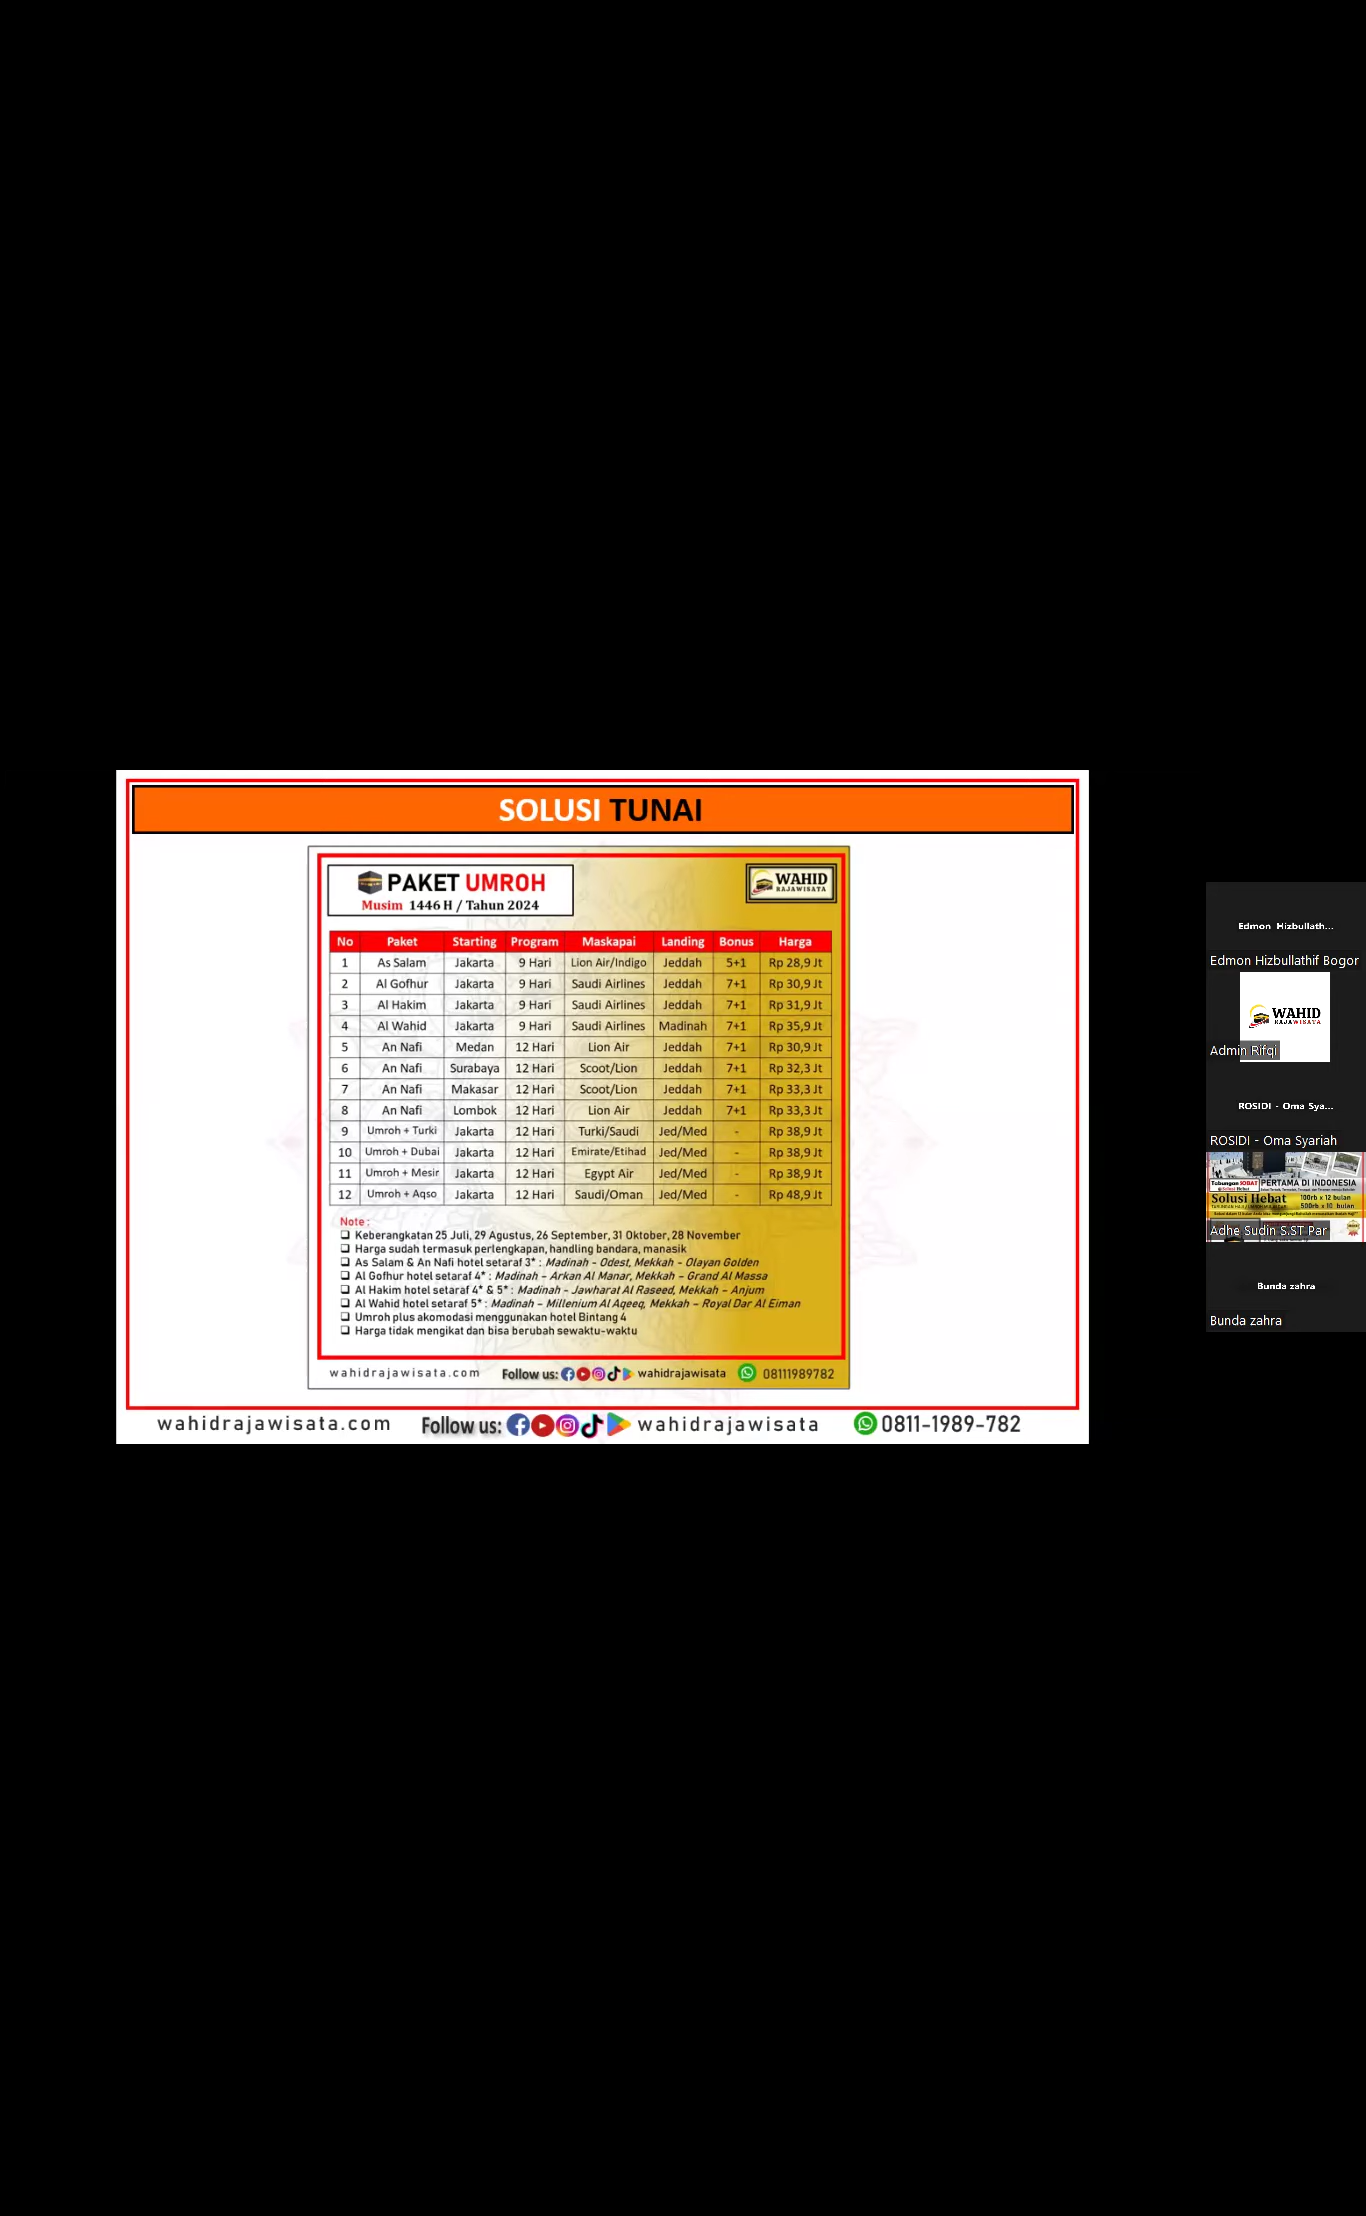 SOLUSI TUNAI
PAKET UMROH
Musim 1446 H / Tahun 2024
WAHID
RAJAWISATA
No Paket Starting Program Maskapai Landing Bonus Harga
1 As Salam Jakarta 9 Hari Lion Air/Indigo Jeddah 5+1 Rp 28,9 Jt
2 Al Gofhur Jakarta 9 Hari Saudi Airlines Jeddah 7+1 Rp 30,9 Jt
3 Al Hakim Jakarta 9 Hari Saudi Airlines Jeddah 7+1 Rp 31,9 Jt
4 Al Wahid Jakarta 9 Hari Saudi Airlines Madinah 7+1 Rp 35,9 Jt
5 An Nafi Medan 12 Hari Lion Air Jeddah 7+1 Rp 30,9 Jt
6 An Nafi Surabaya 12 Hari Scoot/Lion Jeddah 7+1 Rp 32,3 Jt
7 An Nafi Makasar 12 Hari Scoot/Lion Jeddah 7+1 Rp 33,3 Jt
8 An Nafi Lombok 12 Hari Lion Air Jeddah 7+1 Rp 33,3 Jt
9 Umroh + Turki Jakarta 12 Hari Turki/Saudi Jed/Med - Rp 38,9 Jt
10 Umroh + Dubai Jakarta 12 Hari Emirate/Etihad Jed/Med - Rp 38,9 Jt
11 Umroh + Mesir Jakarta 12 Hari Egypt Air Jed/Med - Rp 38,9 Jt
12 Umroh + Aqso Jakarta 12 Hari Saudi/Oman Jed/Med - Rp 48,9 Jt
Note :
Keberangkatan 25 Juli, 29 Agustus, 26 September, 31 Oktober, 28 November
Harga sudah termasuk perlengkapan, handling bandara, manasik
As Salam & An Nafi hotel setaraf 3* : Madinah - Odest, Mekkah - Olayan Golden
Al Gofhur hotel setaraf 4* : Madinah - Arkan Al Manar, Mekkah - Grand Al Massa
Al Hakim hotel setaraf 4* & 5* : Madinah - Jawharat Al Raseed, Mekkah - Anjum
Al Wahid hotel setaraf 5* : Madinah - Millenium Al Aqeeq, Mekkah - Royal Dar Al Eiman
Umroh plus akomodasi menggunakan hotel Bintang 4
Harga tidak mengikat dan bisa berubah sewaktu-waktu
wahidrajawisata.com Follow us: wahidrajawisata 08111989782
wahidrajawisata.com Follow us: wahidrajawisata 0811-1989-782
Edmon Hizbullath...
Edmon Hizbullathif Bogor
WAHID
RAJAWISATA
Admin Rifqi
ROSIDI - Oma Sya...
ROSIDI - Oma Syariah
Tabungan SOBAT PERTAMA DI INDONESIA
Solusi Hebat 100rb x 12 bulan
500rb x 10 bulan
Adhe Sudin S.ST Par
Bunda zahra
Bunda zahra